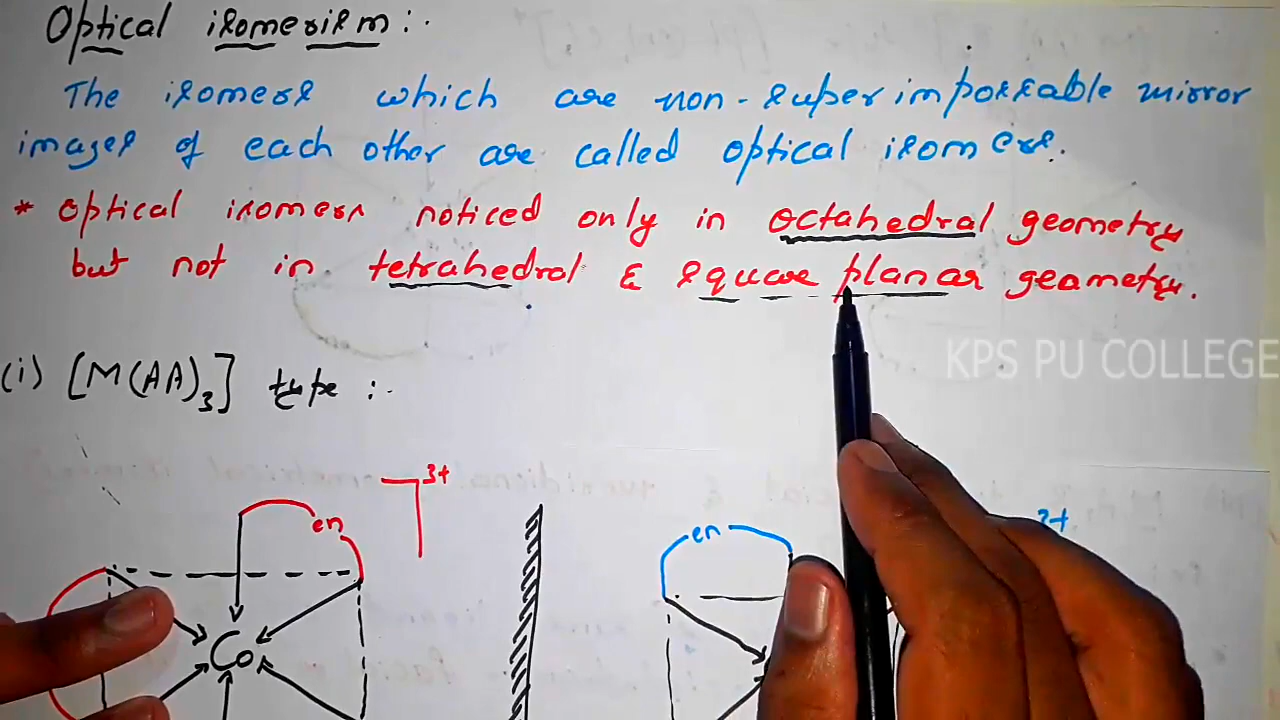 Optical isomerism:-
The isomers which are non-superimpossable mirror
images of each other are called optical isomers.
* Optical isomers noticed only in octahedral geometry
but not in tetrahedral & square planar geametry.
KPS PU COLLEGE
(i) [M(AA)3] type :-
3+
en
en
3+
Co